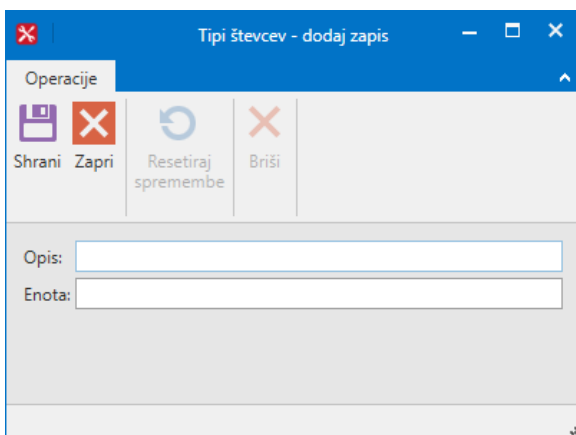 Tipi števcev - dodaj zapis
Operacije
Shrani Zapri Resetiraj Briši
spremembe
Opis:
Enota: